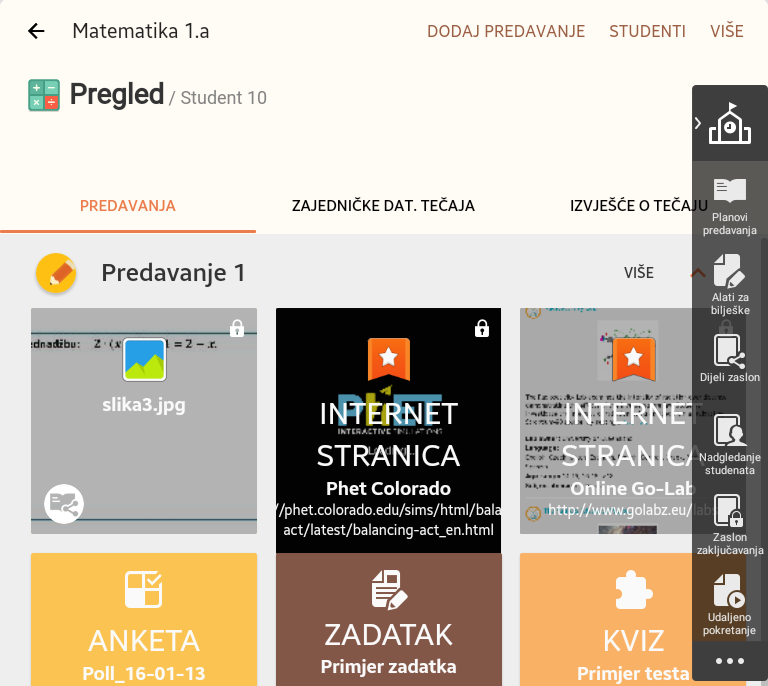 Matematika 1.a
DODAJ PREDAVANJE STUDENTI VIŠE
Pregled / Student 10
PREDAVANJA
ZAJEDNIČKE DAT. TEČAJA
IZVJEŠĆE O TEČAJU
Predavanje 1
VIŠE
slika3.jpg
INTERNET
STRANICA
Phet Colorado
//phet.colorado.edu/sims/html/bala
act/latest/balancing-act_en.html
INTERNET
STRANICA
Online Go-Lab
http://www.golabz.eu/labs
ANKETA
Poll_16-01-13
ZADATAK
Primjer zadatka
KVIZ
Primjer testa
Planovi
predavanja
Alati za
bilješke
Dijeli zaslon
Nadgledanje
studenata
Zaslon
zaključavanja
Udaljeno
pokretanje